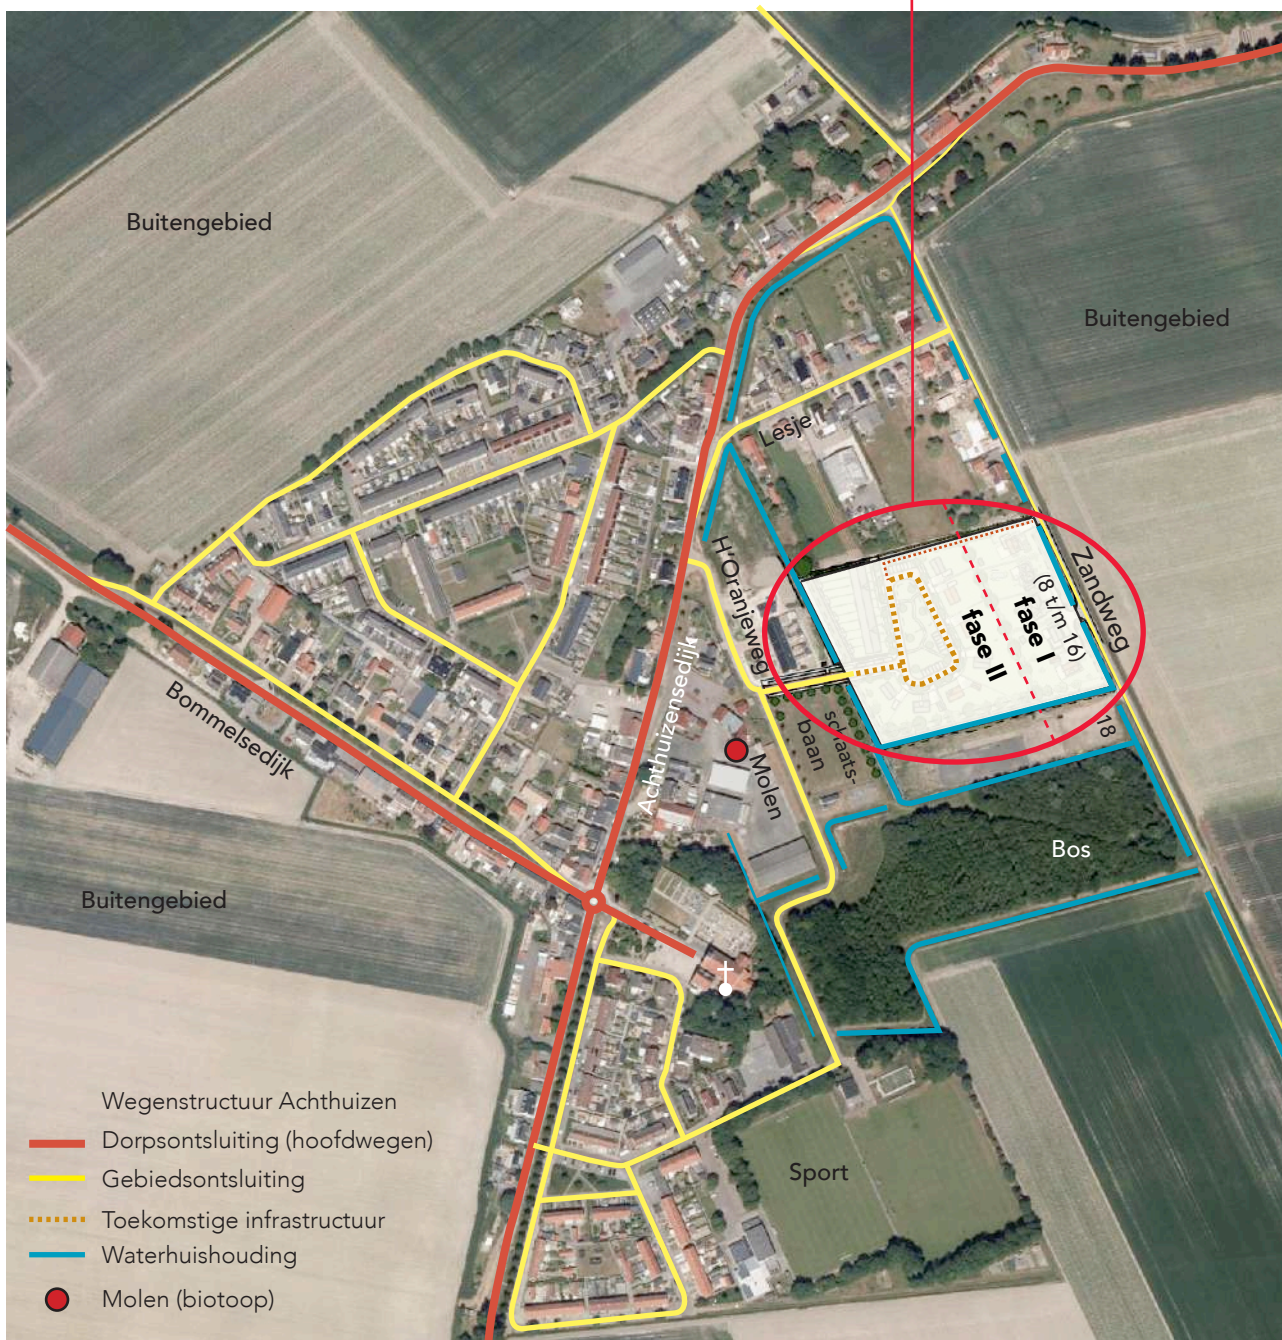 Buitengebied
Buitengebied
Lesje
H'Oranjeweg
Zandweg
(8 t/m 16)
fase I
fase II
18
Achthuizensedijk
schaats-
baan
Molen
Bommelsedijk
Bos
Buitengebied
Sport
Wegenstructuur Achthuizen
Dorpsontsluiting (hoofdwegen)
Gebiedsontsluiting
Toekomstige infrastructuur
Waterhuishouding
Molen (biotoop)